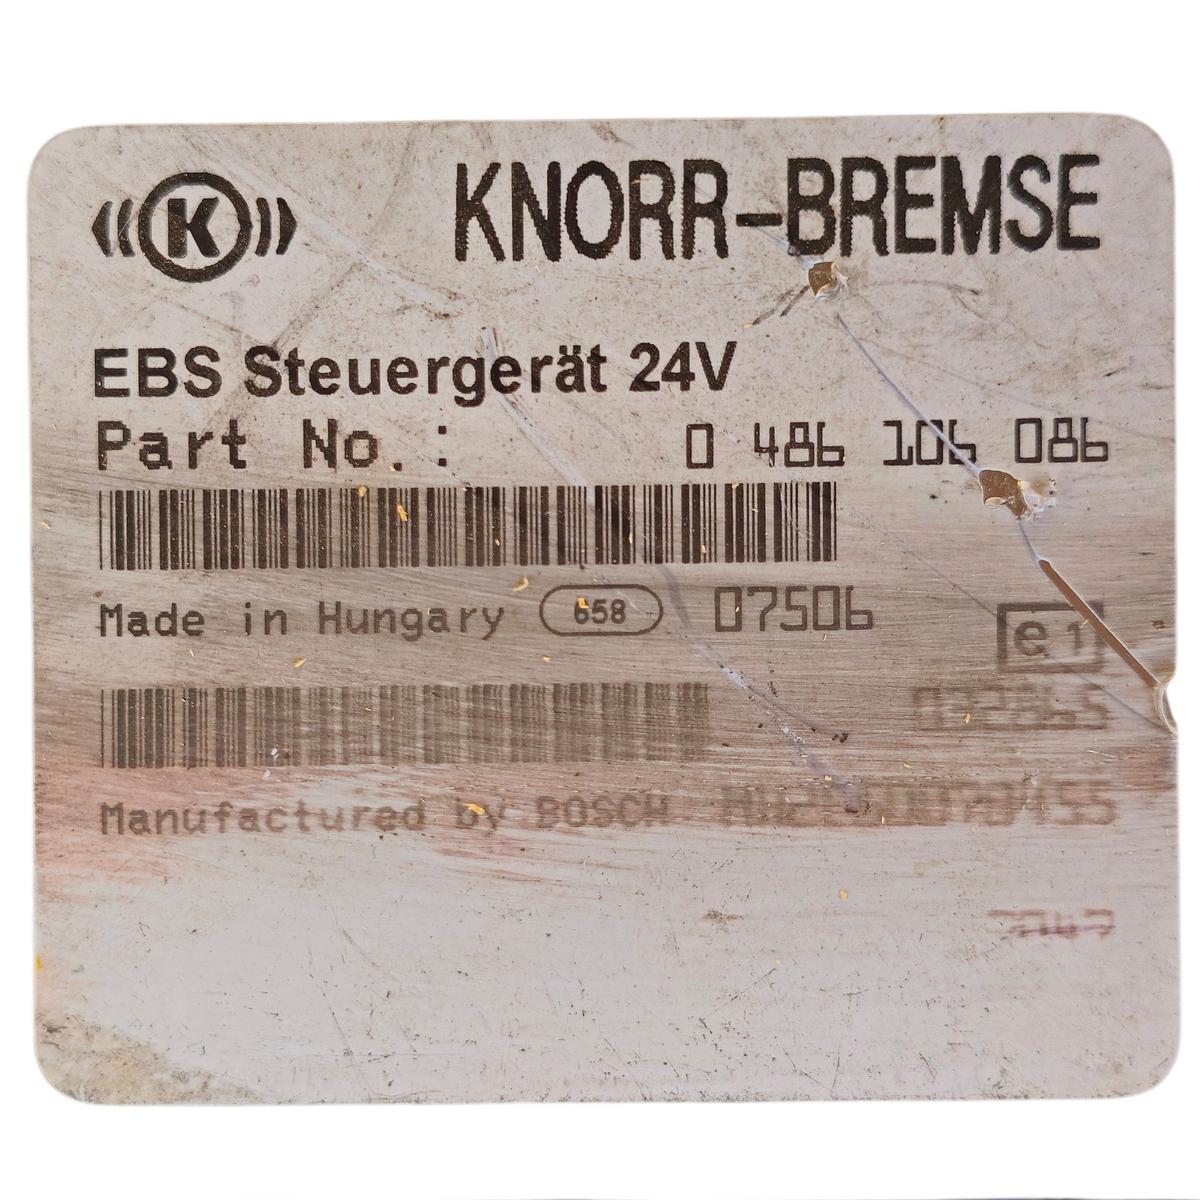 K KNORR-BREMSE
EBS Steuergerät 24V
Part No.: 0 486 106 086
Made in Hungary 658 07506
e1
Manufactured by BOSCH